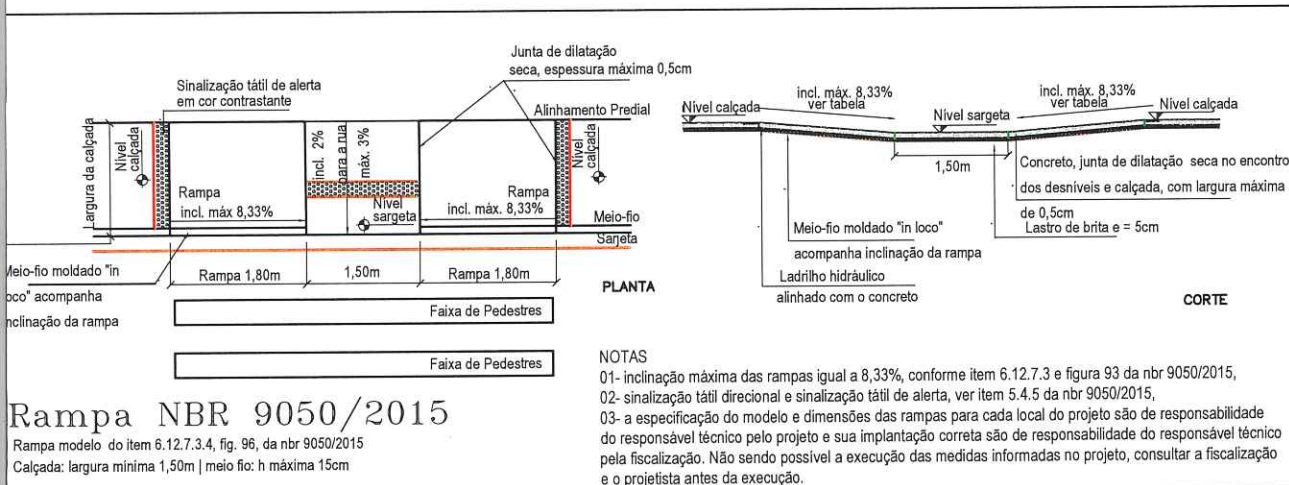 Junta de dilatação
seca, espessura máxima 0,5cm
Sinalização tátil de alerta
em cor contrastante
Alinhamento Predial
Largura da calçada
Nível
calçada
incl. 2%
para a rua
máx. 3%
Nível
calçada
Rampa
incl. máx 8,33%
Nível
sargeta
Rampa
incl. máx 8,33%
Meio-fio
Sarjeta
Meio-fio moldado "in
loco" acompanha
inclinação da rampa
Rampa 1,80m
1,50m
Rampa 1,80m
PLANTA
Faixa de Pedestres
Faixa de Pedestres
Rampa NBR 9050/2015
Rampa modelo do item 6.12.7.3.4, fig. 96, da nbr 9050/2015
Calçada: largura mínima 1,50m | meio fio: h máxima 15cm
Nível calçada
incl. máx. 8,33%
ver tabela
Nível sargeta
incl. máx. 8,33%
ver tabela
Nível calçada
1,50m
Concreto, junta de dilatação seca no encontro
dos desníveis e calçada, com largura máxima
de 0,5cm
Lastro de brita e = 5cm
Meio-fio moldado "in loco"
acompanha inclinação da rampa
Ladrilho hidráulico
alinhado com o concreto
CORTE
NOTAS
01- inclinação máxima das rampas igual a 8,33%, conforme item 6.12.7.3 e figura 93 da nbr 9050/2015,
02- sinalização tátil direcional e sinalização tátil de alerta, ver item 5.4.5 da nbr 9050/2015,
03- a especificação do modelo e dimensões das rampas para cada local do projeto são de responsabilidade
do responsável técnico pelo projeto e sua implantação correta são de responsabilidade do responsável técnico
pela fiscalização. Não sendo possível a execução das medidas informadas no projeto, consultar a fiscalização
e o projetista antes da execução.